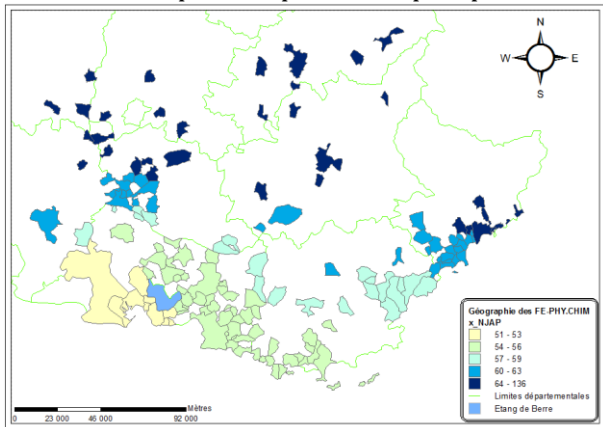 N
W E
S
Géographie des FE-PHY.CHIM
x_NJAP
51 - 53
54 - 56
57 - 59
60 - 63
64 - 136
Limites départementales
Etang de Berre
Mètres
0 23 000 46 000 92 000